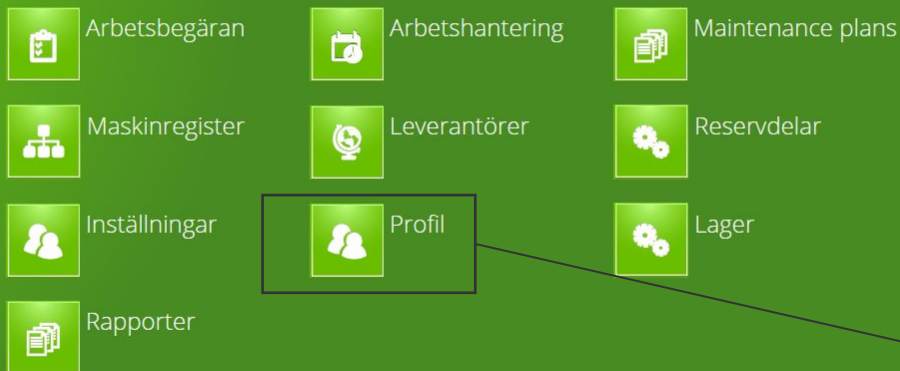 Arbetsbegäran
Arbetshantering
Maintenance plans
Maskinregister
Leverantörer
Reservdelar
Inställningar
Profil
Lager
Rapporter